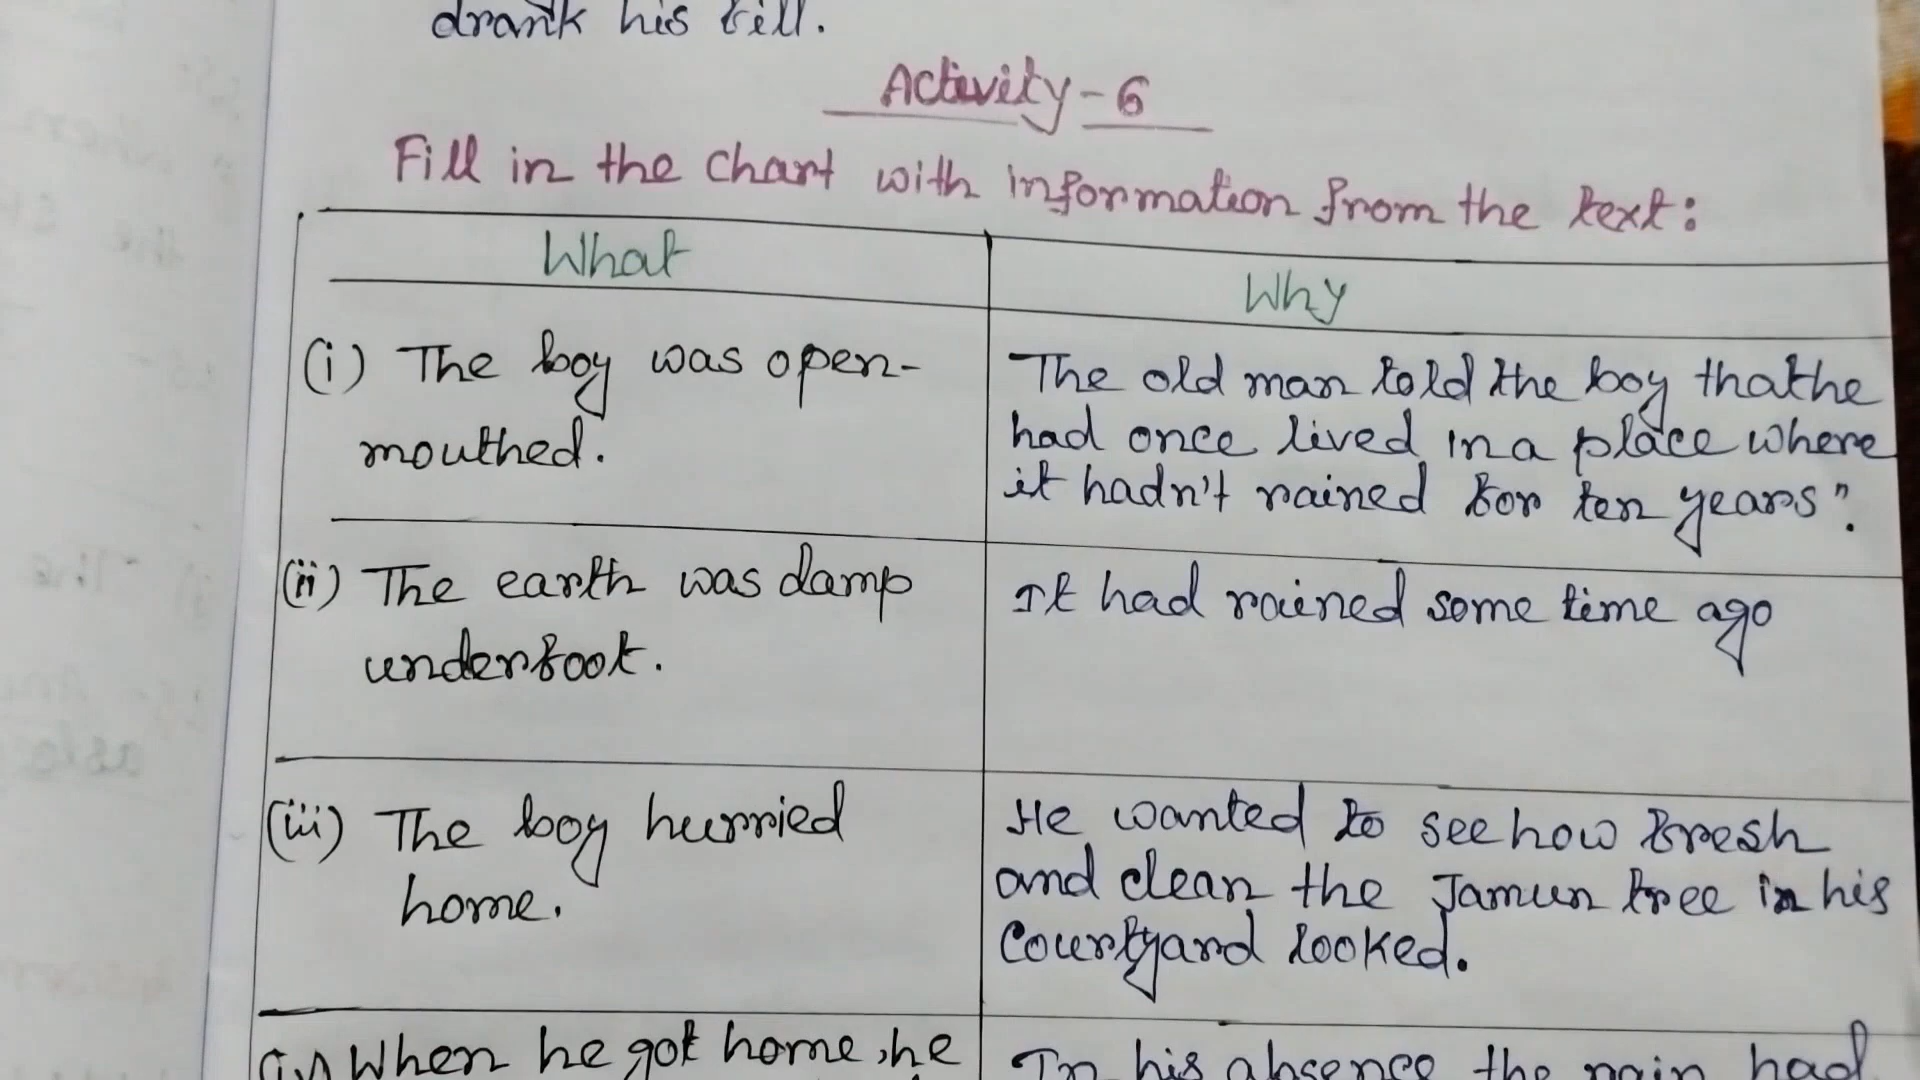 drank his fill.
Activity - 6
Fill in the chart with information from the text:
What
Why
(i) The boy was open-
mouthed.
The old man told the boy that he
had once lived in a place where
it hadn't rained for ten years".
(ii) The earth was damp
underfoot.
It had rained some time ago
(iii) The boy hurried
home.
He wanted to see how fresh
and clean the Jamun tree in his
Courtyard looked.
When he got home, he
In his absence the rain had